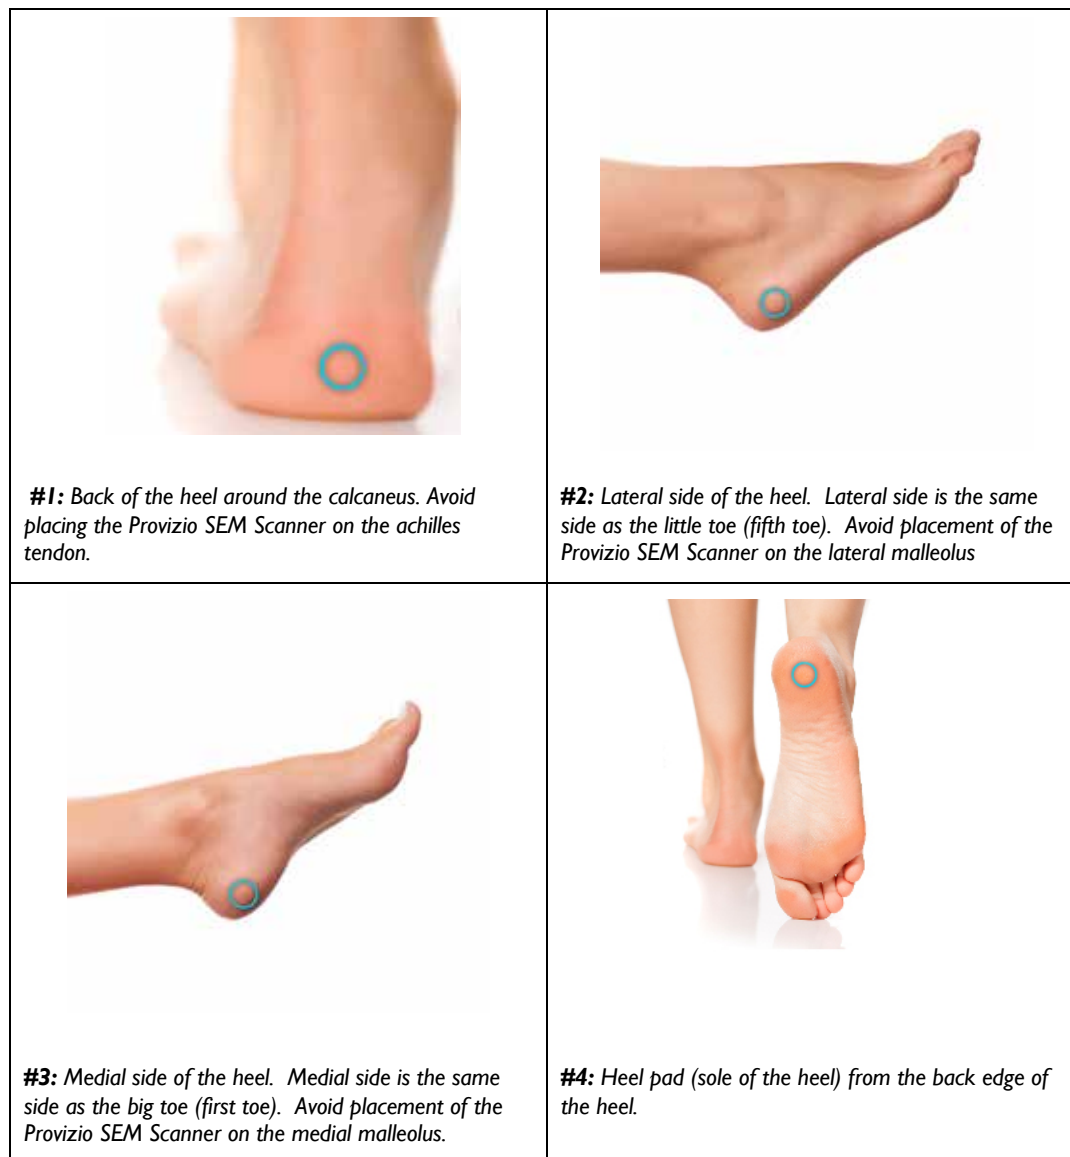 #1: Back of the heel around the calcaneus. Avoid
placing the Provizio SEM Scanner on the achilles
tendon.
#2: Lateral side of the heel.  Lateral side is the same
side as the little toe (fifth toe).  Avoid placement of the
Provizio SEM Scanner on the lateral malleolus
#3: Medial side of the heel.  Medial side is the same
side as the big toe (first toe).  Avoid placement of the
Provizio SEM Scanner on the medial malleolus.
#4: Heel pad (sole of the heel) from the back edge of
the heel.